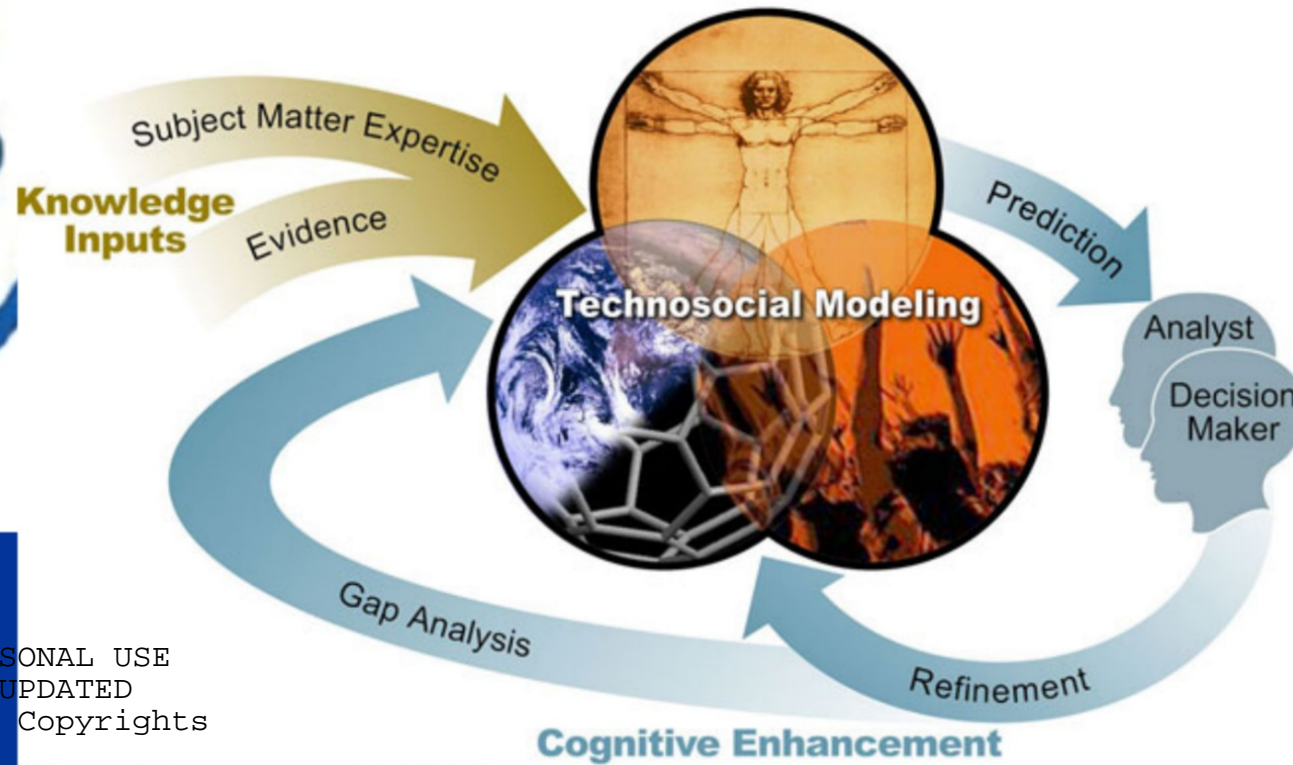 Subject Matter Expertise
Knowledge
Inputs
Evidence
Technosocial Modeling
Prediction
Analyst
Decision
Maker
Gap Analysis
Refinement
SONAL USE
UPDATED
Copyrights
Cognitive Enhancement